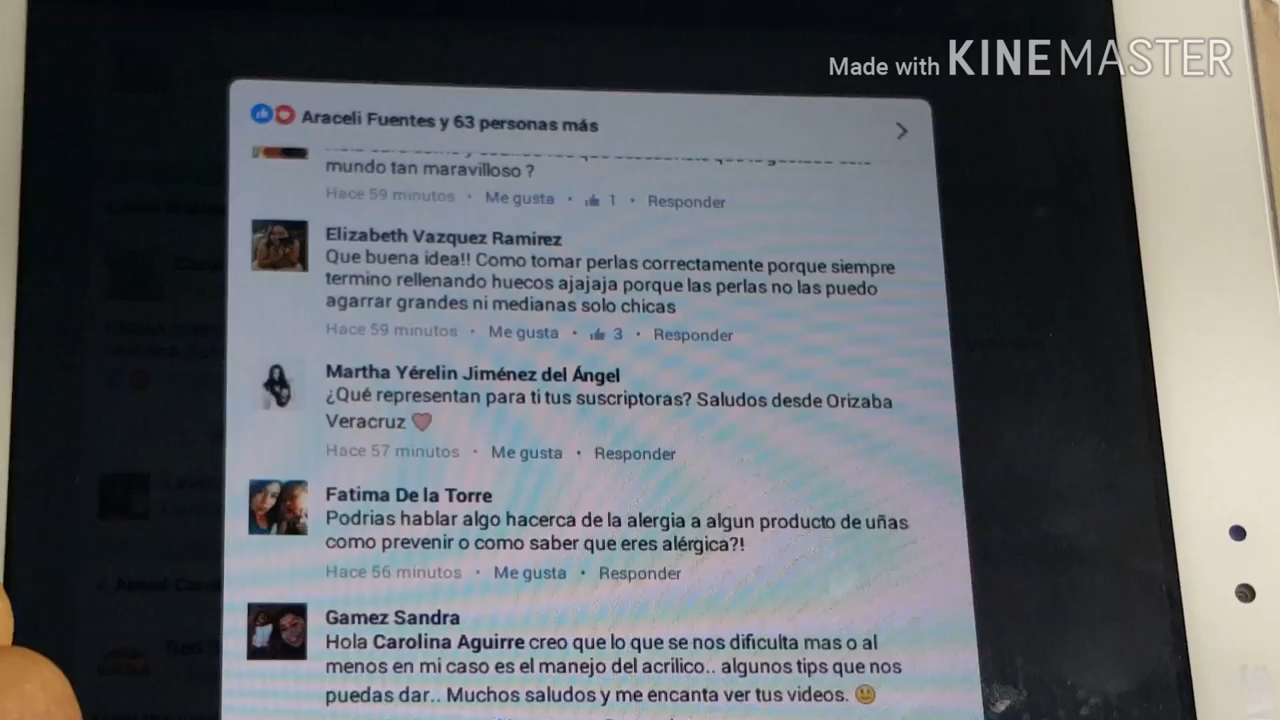 Made with KINEMASTER
Araceli Fuentes y 63 personas más
mundo tan maravilloso ?
Hace 59 minutos · Me gusta · 1 · Responder
Elizabeth Vazquez Ramirez
Que buena idea!! Como tomar perlas correctamente porque siempre
termino rellenando huecos ajajaja porque las perlas no las puedo
agarrar grandes ni medianas solo chicas
Hace 59 minutos · Me gusta · 3 · Responder
Martha Yérelin Jiménez del Ángel
¿Qué representan para ti tus suscriptoras? Saludos desde Orizaba
Veracruz
Hace 57 minutos · Me gusta · Responder
Fatima De la Torre
Podrias hablar algo hacerca de la alergia a algun producto de uñas
como prevenir o como saber que eres alérgica?!
Hace 56 minutos · Me gusta · Responder
Gamez Sandra
Hola Carolina Aguirre creo que lo que se nos dificulta mas o al
menos en mi caso es el manejo del acrilico.. algunos tips que nos
puedas dar.. Muchos saludos y me encanta ver tus videos.